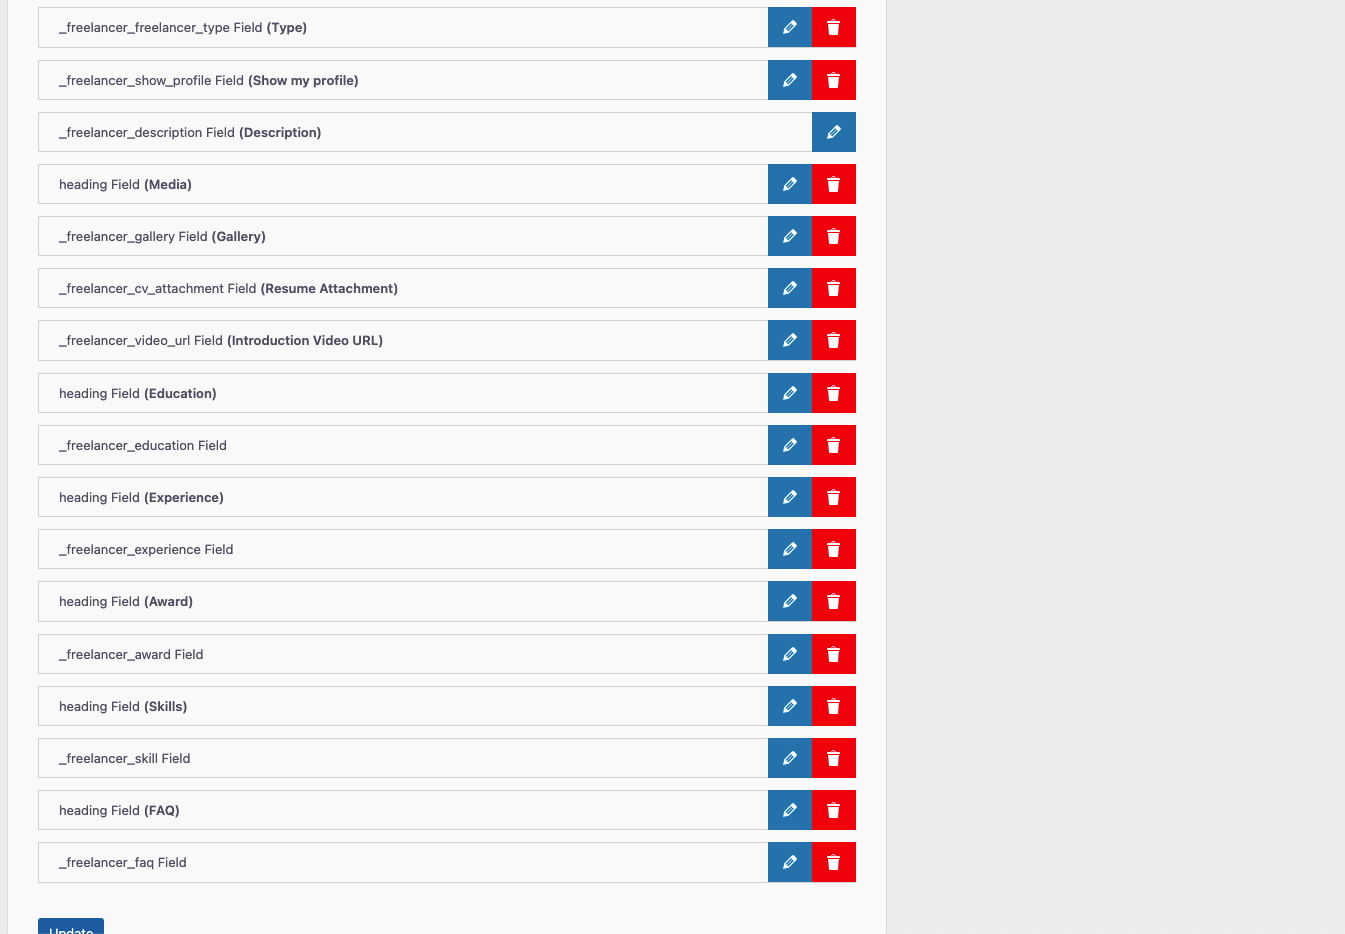 _freelancer_freelancer_type Field (Type)
_freelancer_show_profile Field (Show my profile)
_freelancer_description Field (Description)
heading Field (Media)
_freelancer_gallery Field (Gallery)
_freelancer_cv_attachment Field (Resume Attachment)
_freelancer_video_url Field (Introduction Video URL)
heading Field (Education)
_freelancer_education Field
heading Field (Experience)
_freelancer_experience Field
heading Field (Award)
_freelancer_award Field
heading Field (Skills)
_freelancer_skill Field
heading Field (FAQ)
_freelancer_faq Field
Update